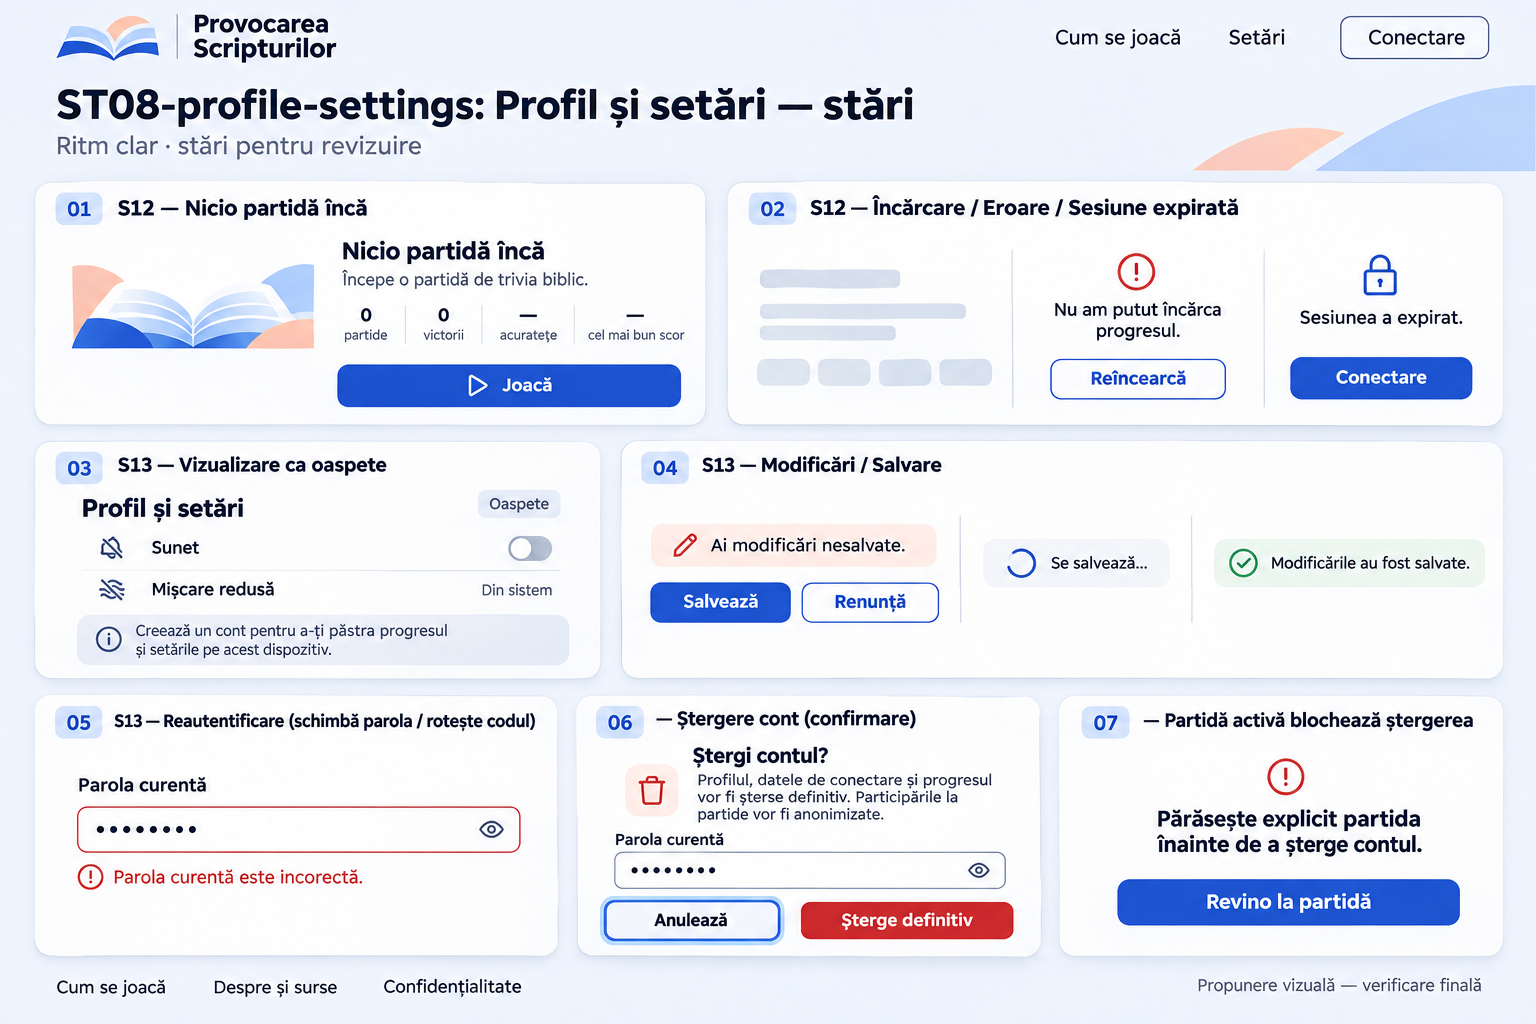 Provocarea
Scripturilor
Cum se joacă
Setări
Conectare
ST08-profile-settings: Profil și setări — stări
Ritm clar · stări pentru revizuire
01
S12 — Nicio partidă încă
Nicio partidă încă
Începe o partidă de trivia biblic.
0
partide
0
victorii
—
acuratețe
—
cel mai bun scor
Joacă
02
S12 — Încărcare / Eroare / Sesiune expirată
Nu am putut încărca
progresul.
Reîncearcă
Sesiunea a expirat.
Conectare
03
S13 — Vizualizare ca oaspete
Profil și setări
Oaspete
Sunet
Mișcare redusă
Din sistem
Creează un cont pentru a-ți păstra progresul
și setările pe acest dispozitiv.
04
S13 — Modificări / Salvare
Ai modificări nesalvate.
Salvează
Renunță
Se salvează...
Modificările au fost salvate.
05
S13 — Reautentificare (schimbă parola / rotește codul)
Parola curentă
••••••••
Parola curentă este incorectă.
06
— Ștergere cont (confirmare)
Ștergi contul?
Profilul, datele de conectare și progresul
vor fi șterse definitiv. Participările la
partide vor fi anonimizate.
Parola curentă
••••••••
Anulează
Șterge definitiv
07
— Partidă activă blochează ștergerea
Părăsește explicit partida
înainte de a șterge contul.
Revino la partidă
Cum se joacă
Despre și surse
Confidențialitate
Propunere vizuală — verificare finală